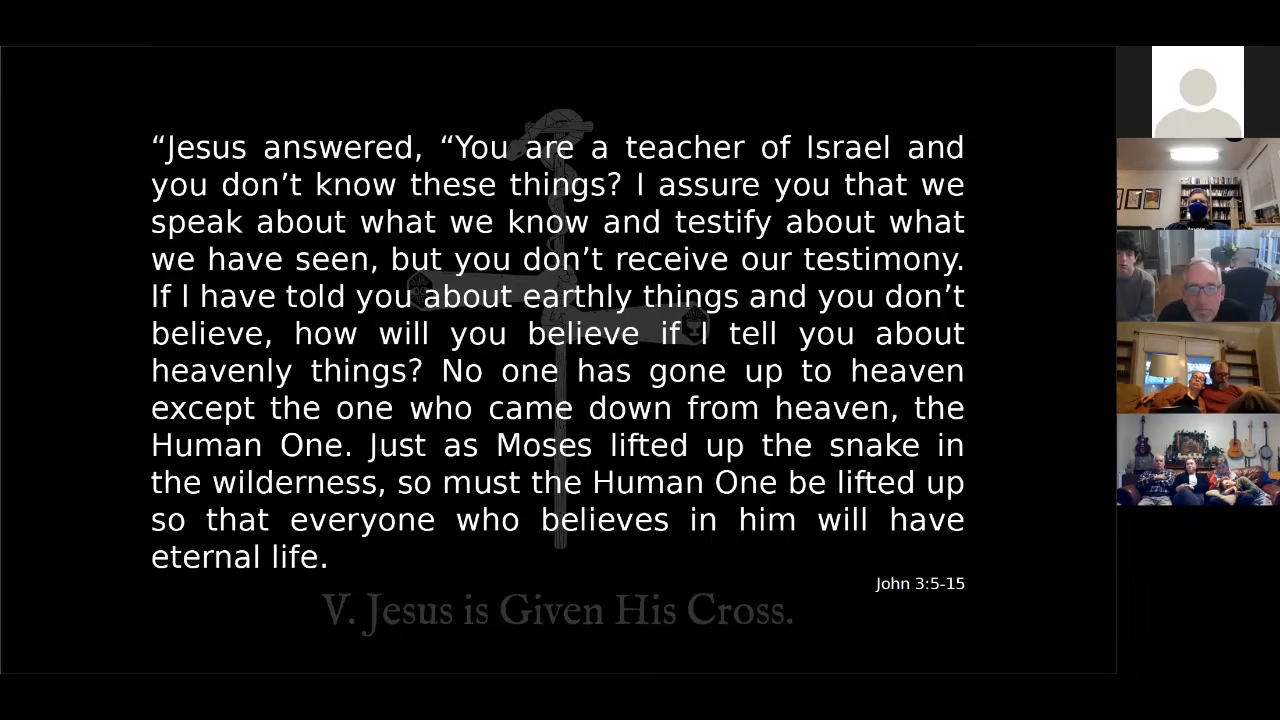 “Jesus answered, “You are a teacher of Israel and
you don’t know these things? I assure you that we
speak about what we know and testify about what
we have seen, but you don’t receive our testimony.
If I have told you about earthly things and you don’t
believe, how will you believe if I tell you about
heavenly things? No one has gone up to heaven
except the one who came down from heaven, the
Human One. Just as Moses lifted up the snake in
the wilderness, so must the Human One be lifted up
so that everyone who believes in him will have
eternal life.
John 3:5-15
V. Jesus is Given His Cross.